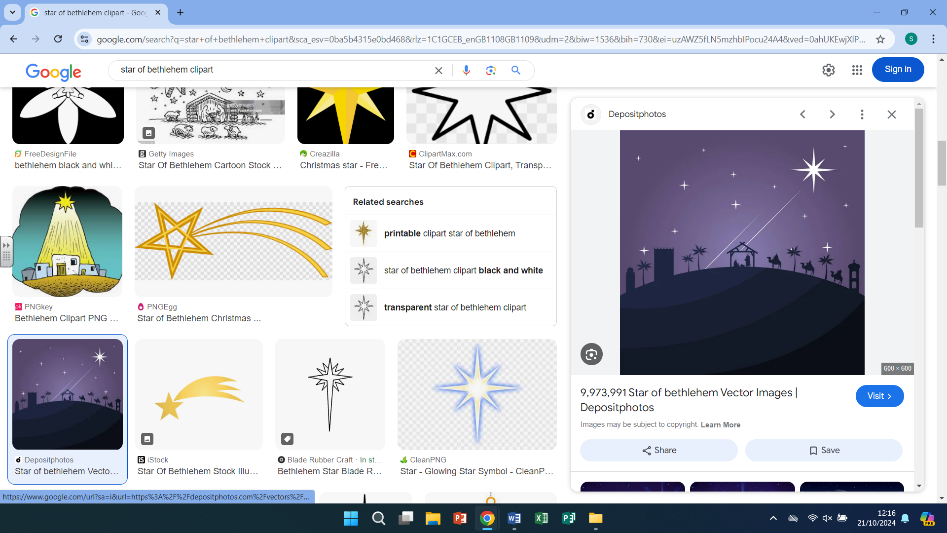 star of bethlehem clipart - Goo
google.com/search?q=star+of+bethlehem+clipart&sca_esv=0ba5b4315e0bd468&rlz=1C1GCEB_enGB1108GB1109&udm=2&biw=1536&bih=730&ei=
S
Google
star of bethlehem clipart
Sign in
FreeDesignFile
bethlehem black and whi...
Getty Images
Star Of Bethlehem Cartoon Stock ...
Creazilla
Christmas star - Fre...
ClipartMax.com
Star Of Bethlehem Clipart, Transp...
PNGkey
Bethlehem Clipart PNG ...
PNGEgg
Star of Bethlehem Christmas ...
Related searches
printable clipart star of bethlehem
star of bethlehem clipart black and white
transparent star of bethlehem clipart
Depositphotos
Star of bethlehem Vecto...
iStock
Star Of Bethlehem Stock Illu...
Blade Rubber Craft · In st...
Bethlehem Star Blade R...
CleanPNG
Star - Glowing Star Symbol - CleanP...
Depositphotos
600 × 600
9,973,991 Star of bethlehem Vector Images |
Depositphotos
Visit
Images may be subject to copyright. Learn More
Share
Save
https://www.google.com/url?sa=i&url=https%3A%2F%2Fdepositphotos.com%2Fvectors%2F...
12:16
21/10/2024